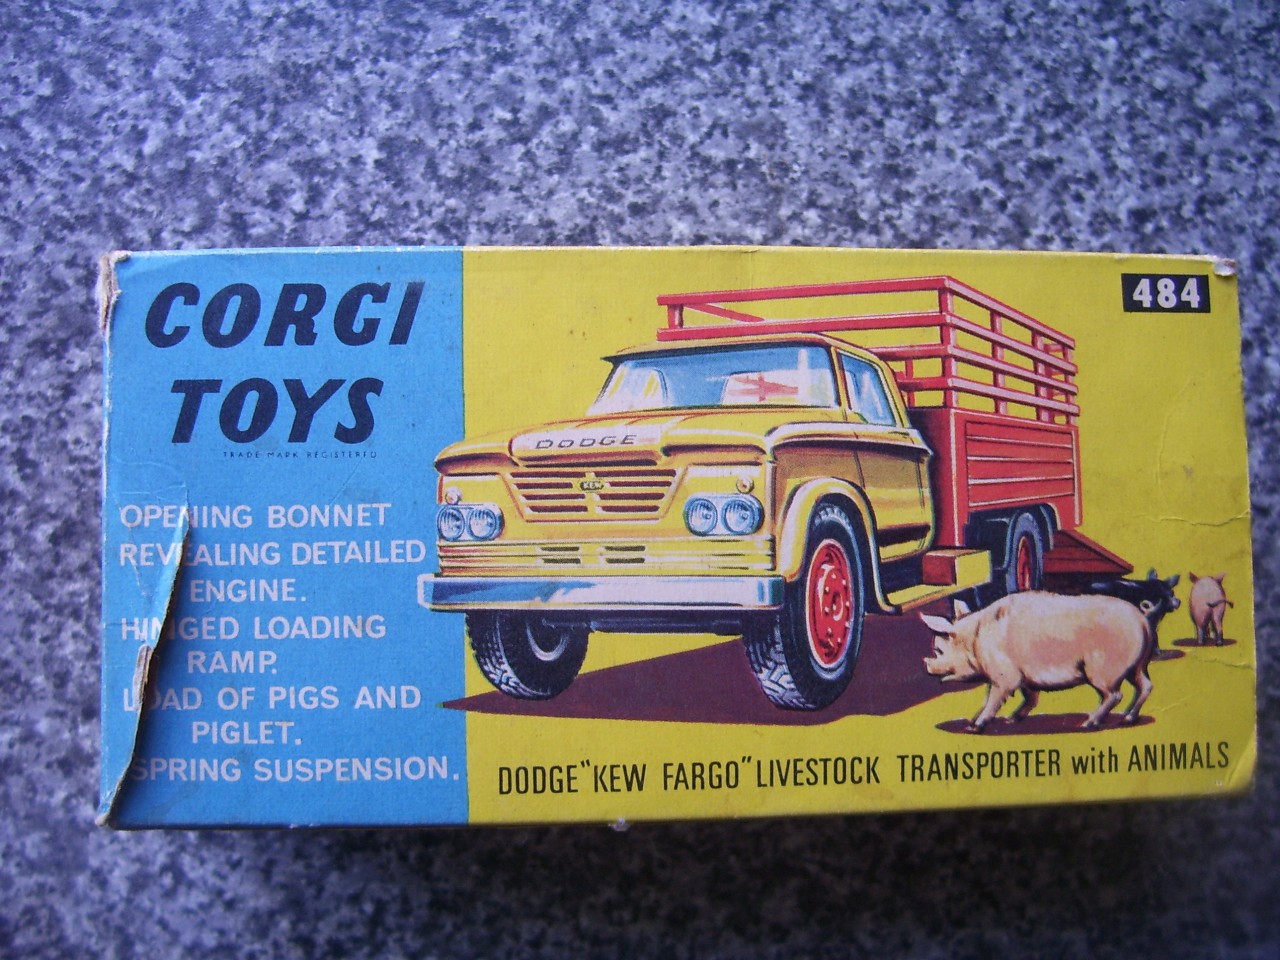 CORGI
TOYS
TRADE MARK REGISTERED
OPENING BONNET
REVEALING DETAILED
ENGINE.
HINGED LOADING
RAMP.
LOAD OF PIGS AND
PIGLET.
SPRING SUSPENSION.
484
DODGE
KEW
DODGE "KEW FARGO" LIVESTOCK TRANSPORTER with ANIMALS